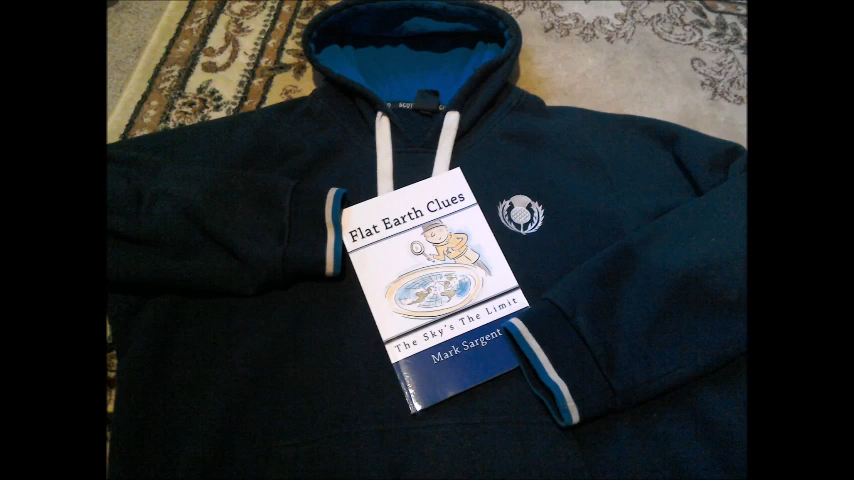 Flat Earth Clues
The Sky's The Limit
Mark Sargent